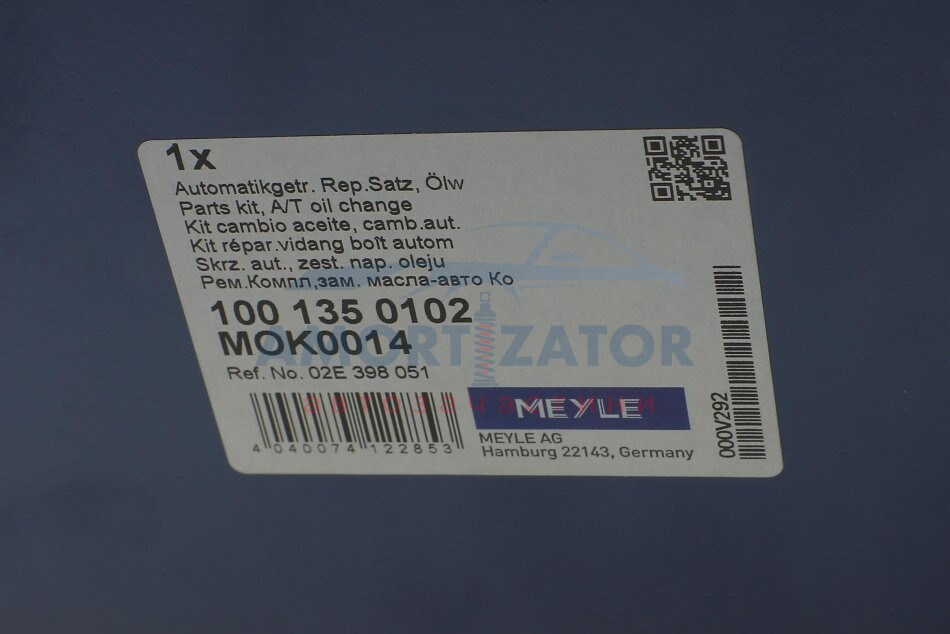 1x
Automatikgetr. Rep.Satz, Ölw
Parts kit, A/T oil change
Kit cambio aceite, camb.aut.
Kit répar.vidang boît autom
Skrz. aut., zest. nap. oleju
Рем.Компл,зам. масла-авто Ко
100 135 0102
MOK0014
AMORTIZATOR
Ref. No. 02E 398 051
автозапчастини
MEYLE
4 040074 122853
MEYLE AG
Hamburg 22143, Germany
000V292